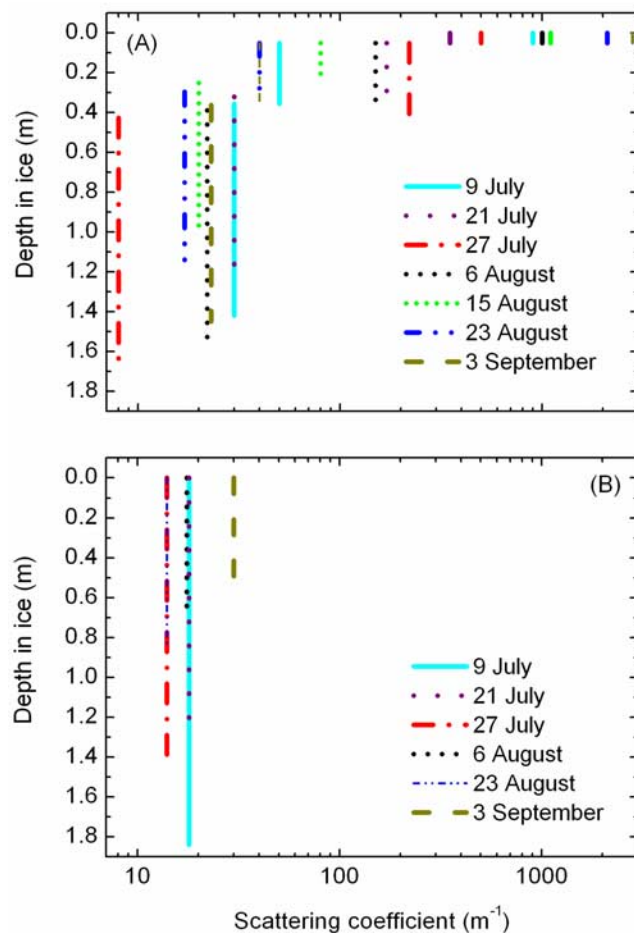 (A)
0.0
0.2
0.4
0.6
0.8
1.0
1.2
1.4
1.6
1.8
Depth in ice (m)
9 July
21 July
27 July
6 August
15 August
23 August
3 September
(B)
0.0
0.2
0.4
0.6
0.8
1.0
1.2
1.4
1.6
1.8
Depth in ice (m)
9 July
21 July
27 July
6 August
23 August
3 September
10
100
1000
Scattering coefficient (m⁻¹)